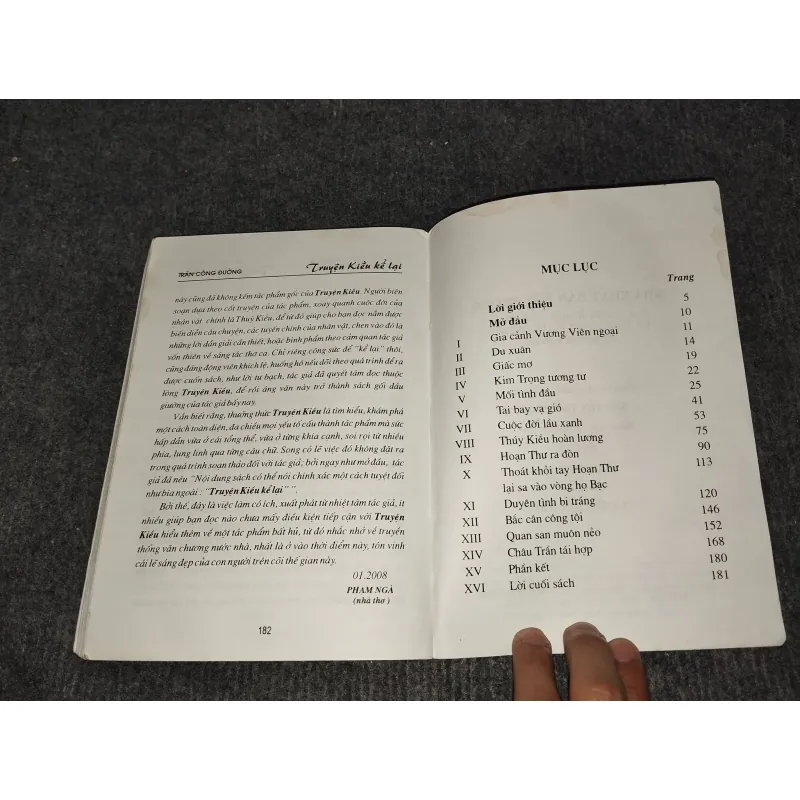 TRẦN CÔNG ĐƯỜNG Truyện Kiều kể lại
này cũng đã không kém tác phẩm gốc của Truyện Kiều. Người biên
soạn dựa theo cốt truyện của tác phẩm, xoay quanh cuộc đời của
nhân vật chính là Thuý Kiều, để từ đó giúp cho bạn đọc nắm được
biên diễn câu chuyện, các tuyến chính của nhân vật, chen vào đó là
những lời dẫn giải cần thiết, hoặc bình phẩm theo cảm quan tác giả
vốn thiên về sáng tác thơ ca. Chỉ riêng công sức để "kể lại" thôi,
cũng đáng động viên khích lệ, huống hồ nếu dõi theo quá trình để ra
được cuốn sách, như lời tự bạch, tác giả đã quyết tâm đọc thuộc
lòng Truyện Kiều, để rồi áng văn này trở thành sách gối đầu
giường của tác giả bấy nay.
Vẫn biết rằng, thưởng thức Truyện Kiều là tìm hiểu, khám phá
một cách toàn diện, đa chiều mọi yếu tố cấu thành tác phẩm mà sức
hấp dẫn vừa ở cái tổng thể, vừa ở từng khía cạnh, soi rọi từ nhiều
phía, lung linh qua từng câu chữ. Song có lẽ việc đó không đặt ra
trong quá trình soạn thảo đối với tác giả; bởi ngay như mở đầu, tác
giả đã nêu "Nội dung sách có thể nói chính xác một cách tuyệt đối
như bìa ngoài : "Truyện Kiều kể lại" ".
Bởi thế, đây là việc làm có ích, xuất phát từ nhiệt tâm tác giả, ít
nhiều giúp bạn đọc nào chưa mấy điều kiện tiếp cận với Truyện
Kiều hiểu thêm về một tác phẩm bất hủ, từ đó nhắc nhở về truyền
thống văn chương nước nhà, nhất là ở vào thời điểm này, tôn vinh
cái lẽ sáng đẹp của con người trên cõi thế gian này.
01.2008
PHẠM NGÀ
(nhà thơ)
182
MỤC LỤC
Trang
Lời giới thiệu 5
Mở đầu 10
I Gia cảnh Vương Viên ngoại 11
II Du xuân 14
III Giấc mơ 19
IV Kim Trọng tương tư 22
V Mối tình đầu 25
VI Tai bay vạ gió 41
VII Cuộc đời lầu xanh 53
VIII Thúy Kiều hoàn lương 75
IX Hoạn Thư ra đòn 90
X Thoát khỏi tay Hoạn Thư 113
lại sa vào vòng họ Bạc
XI Duyên tình bi tráng 120
XII Bắc cân công tội 146
XIII Quan san muôn nẻo 152
XIV Châu Trần tái hợp 168
XV Phần kết 180
XVI Lời cuối sách 181